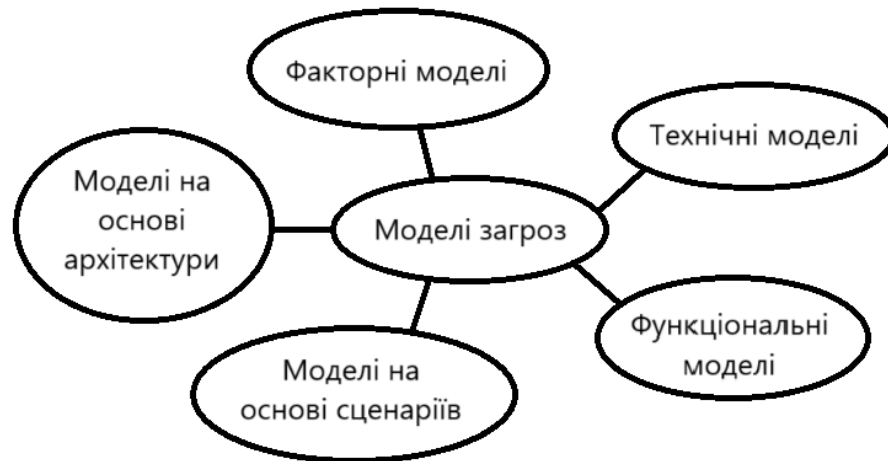 Факторні моделі
Технічні моделі
Моделі на
основі
архітектури
Моделі загроз
Функціональні
моделі
Моделі на
основі сценаріїв